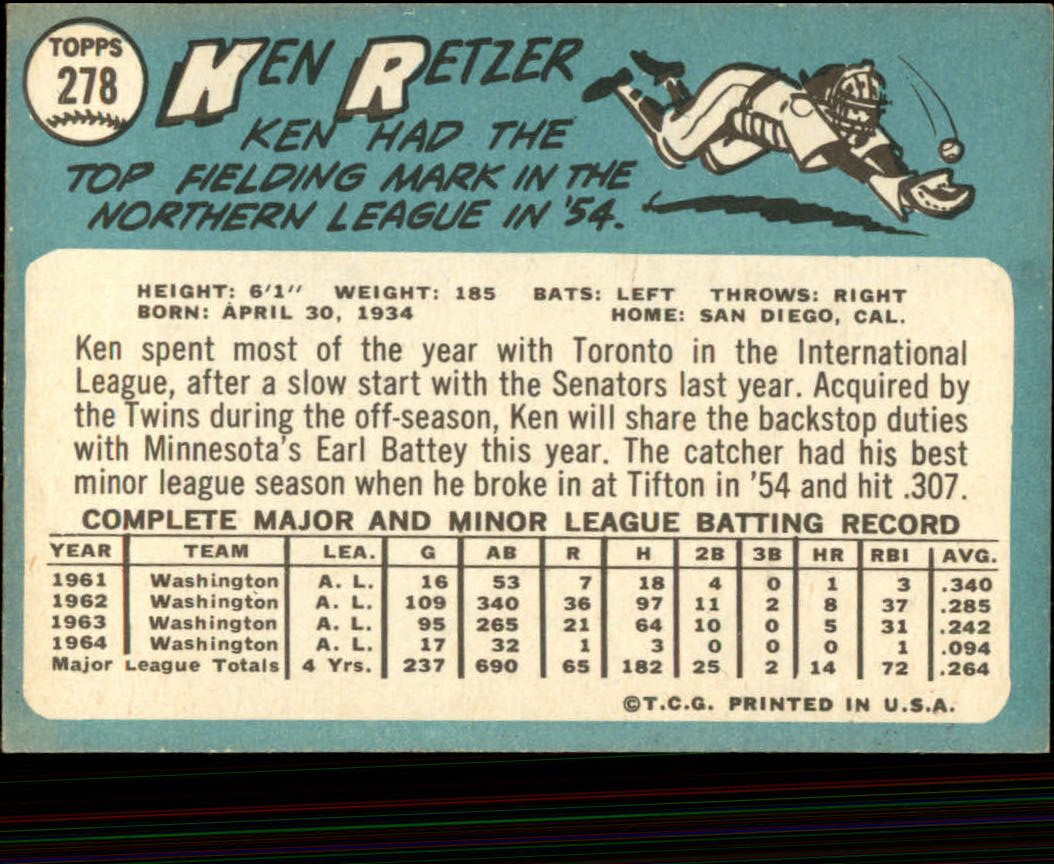 TOPPS
278
KEN RETZER
KEN HAD THE
TOP FIELDING MARK IN THE
NORTHERN LEAGUE IN '54.
HEIGHT: 6'1" WEIGHT: 185 BATS: LEFT THROWS: RIGHT
BORN: APRIL 30, 1934 HOME: SAN DIEGO, CAL.
Ken spent most of the year with Toronto in the International
League, after a slow start with the Senators last year. Acquired by
the Twins during the off-season, Ken will share the backstop duties
with Minnesota's Earl Battey this year. The catcher had his best
minor league season when he broke in at Tifton in '54 and hit .307.
COMPLETE MAJOR AND MINOR LEAGUE BATTING RECORD
YEAR TEAM LEA. G AB R H 2B 3B HR RBI AVG.
1961 Washington A. L. 16 53 7 18 4 0 1 3 .340
1962 Washington A. L. 109 340 36 97 11 2 8 37 .285
1963 Washington A. L. 95 265 21 64 10 0 5 31 .242
1964 Washington A. L. 17 32 1 3 0 0 0 1 .094
Major League Totals 4 Yrs. 237 690 65 182 25 2 14 72 .264
©T.C.G. PRINTED IN U.S.A.